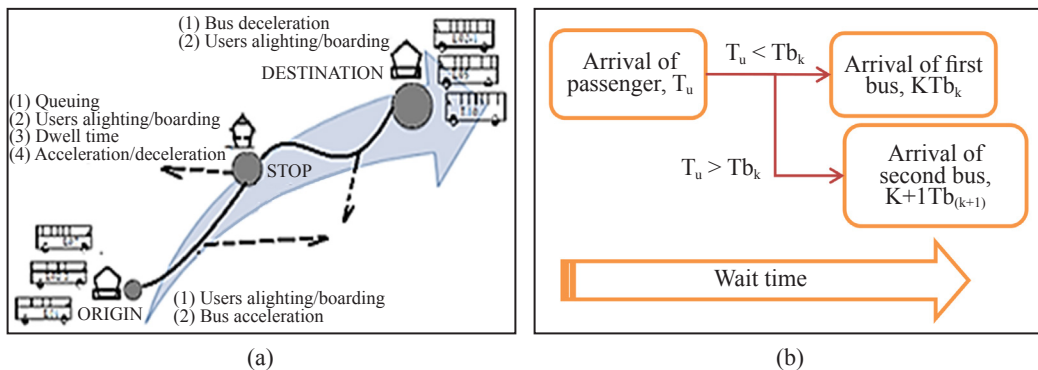 (1) Bus deceleration
(2) Users alighting/boarding
DESTINATION
(1) Queuing
(2) Users alighting/boarding
(3) Dwell time
(4) Acceleration/deceleration
STOP
ORIGIN
(1) Users alighting/boarding
(2) Bus acceleration
(a)
Arrival of
passenger, Tᵤ
Tᵤ < Tbₖ
Arrival of first
bus, KTbₖ
Tᵤ > Tbₖ
Arrival of
second bus,
K+1Tb₍ₖ₊₁₎
Wait time
(b)